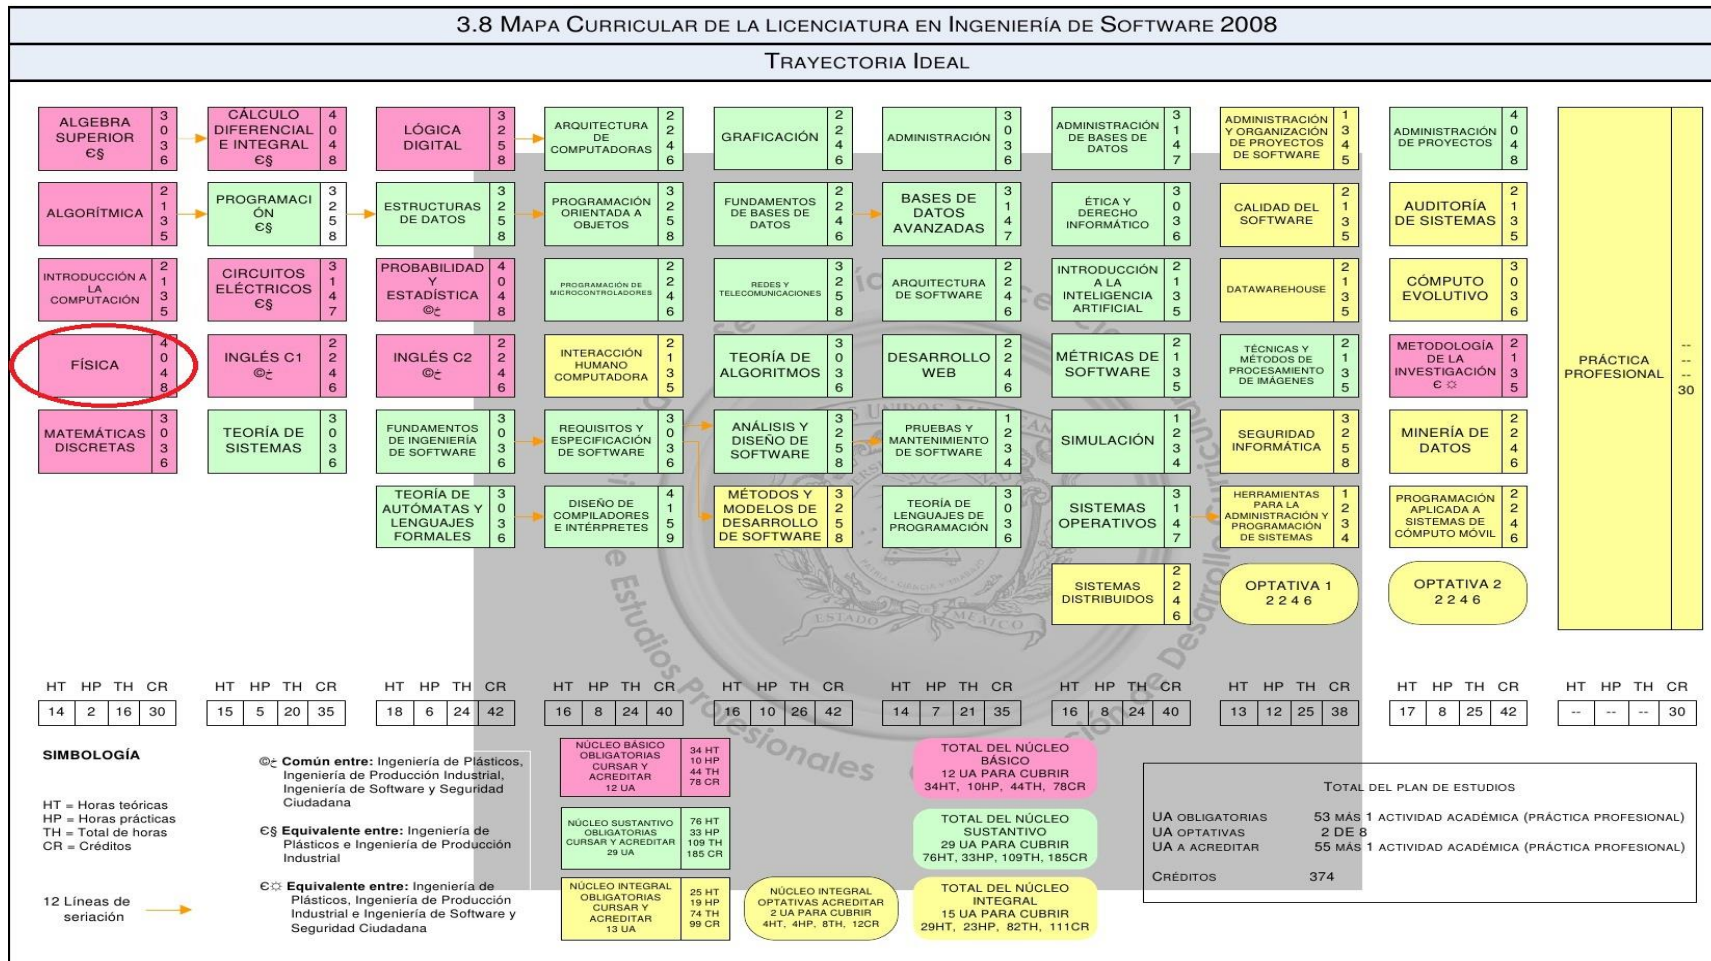 3.8 MAPA CURRICULAR DE LA LICENCIATURA EN INGENIERÍA DE SOFTWARE 2008
TRAYECTORIA IDEAL
ALGEBRA
SUPERIOR
Є§
3
0
3
6
CÁLCULO
DIFERENCIAL
E INTEGRAL
Є§
4
0
4
8
LÓGICA
DIGITAL
3
2
5
8
ARQUITECTURA
DE
COMPUTADORAS
2
2
4
6
GRAFICACIÓN
2
2
4
6
ADMINISTRACIÓN
3
0
3
6
ADMINISTRACIÓN
DE BASES DE
DATOS
3
1
4
7
ADMINISTRACIÓN
Y ORGANIZACIÓN
DE PROYECTOS
DE SOFTWARE
1
3
4
5
ADMINISTRACIÓN
DE PROYECTOS
4
0
4
8
ALGORÍTMICA
2
1
3
5
PROGRAMACI
ÓN
Є§
3
2
5
8
ESTRUCTURAS
DE DATOS
3
2
5
8
PROGRAMACIÓN
ORIENTADA A
OBJETOS
3
2
5
8
FUNDAMENTOS
DE BASES DE
DATOS
2
2
4
6
BASES DE
DATOS
AVANZADAS
3
1
4
7
ÉTICA Y
DERECHO
INFORMÁTICO
3
0
3
6
CALIDAD DEL
SOFTWARE
2
1
3
5
AUDITORÍA
DE SISTEMAS
2
1
3
5
INTRODUCCIÓN A
LA
COMPUTACIÓN
2
1
3
5
CIRCUITOS
ELÉCTRICOS
Є§
3
1
4
7
PROBABILIDAD
Y
ESTADÍSTICA
©خ
4
0
4
8
PROGRAMACIÓN DE
MICROCONTROLADORES
2
2
4
6
REDES Y
TELECOMUNICACIONES
3
2
5
8
ARQUITECTURA
DE SOFTWARE
2
2
4
6
INTRODUCCIÓN
A LA
INTELIGENCIA
ARTIFICIAL
2
1
3
5
DATAWAREHOUSE
2
1
3
5
CÓMPUTO
EVOLUTIVO
3
0
3
6
FÍSICA
4
0
4
8
INGLÉS C1
©خ
2
2
4
6
INGLÉS C2
©خ
2
2
4
6
INTERACCIÓN
HUMANO
COMPUTADORA
2
1
3
5
TEORÍA DE
ALGORITMOS
3
0
3
6
DESARROLLO
WEB
2
2
4
6
MÉTRICAS DE
SOFTWARE
2
1
3
5
TÉCNICAS Y
MÉTODOS DE
PROCESAMIENTO
DE IMÁGENES
2
1
3
5
METODOLOGÍA
DE LA
INVESTIGACIÓN
Є ☼
2
1
3
5
PRÁCTICA
PROFESIONAL
--
--
--
30
MATEMÁTICAS
DISCRETAS
3
0
3
6
TEORÍA DE
SISTEMAS
3
0
3
6
FUNDAMENTOS
DE INGENIERÍA
DE SOFTWARE
3
0
3
6
REQUISITOS Y
ESPECIFICACIÓN
DE SOFTWARE
3
0
3
6
ANÁLISIS Y
DISEÑO DE
SOFTWARE
3
2
5
8
PRUEBAS Y
MANTENIMIENTO
DE SOFTWARE
1
2
3
4
SIMULACIÓN
1
2
3
4
SEGURIDAD
INFORMÁTICA
3
2
5
8
MINERÍA DE
DATOS
2
2
4
6
TEORÍA DE
AUTÓMATAS Y
LENGUAJES
FORMALES
3
0
3
6
DISEÑO DE
COMPILADORES
E INTÉRPRETES
4
1
5
9
MÉTODOS Y
MODELOS DE
DESARROLLO
DE SOFTWARE
3
2
5
8
TEORÍA DE
LENGUAJES DE
PROGRAMACIÓN
3
0
3
6
SISTEMAS
OPERATIVOS
3
1
4
7
HERRAMIENTAS
PARA LA
ADMINISTRACIÓN Y
PROGRAMACIÓN
DE SISTEMAS
1
2
3
4
PROGRAMACIÓN
APLICADA A
SISTEMAS DE
CÓMPUTO MÓVIL
2
2
4
6
SISTEMAS
DISTRIBUIDOS
2
2
4
6
OPTATIVA 1
2 2 4 6
OPTATIVA 2
2 2 4 6
HT HP TH CR
14 2 16 30
HT HP TH CR
15 5 20 35
HT HP TH CR
18 6 24 42
HT HP TH CR
16 8 24 40
HT HP TH CR
16 10 26 42
HT HP TH CR
14 7 21 35
HT HP TH CR
16 8 24 40
HT HP TH CR
13 12 25 38
HT HP TH CR
17 8 25 42
HT HP TH CR
-- -- -- 30
SIMBOLOGÍA
HT = Horas teóricas
HP = Horas prácticas
TH = Total de horas
CR = Créditos
12 Líneas de
seriación
©خ Común entre: Ingeniería de Plásticos,
Ingeniería de Producción Industrial,
Ingeniería de Software y Seguridad
Ciudadana
Є§ Equivalente entre: Ingeniería de
Plásticos e Ingeniería de Producción
Industrial
Є☼ Equivalente entre: Ingeniería de
Plásticos, Ingeniería de Producción
Industrial e Ingeniería de Software y
Seguridad Ciudadana
NÚCLEO BÁSICO
OBLIGATORIAS
CURSAR Y
ACREDITAR
12 UA
34 HT
10 HP
44 TH
78 CR
NÚCLEO SUSTANTIVO
OBLIGATORIAS
CURSAR Y ACREDITAR
29 UA
76 HT
33 HP
109 TH
185 CR
NÚCLEO INTEGRAL
OBLIGATORIAS
CURSAR Y
ACREDITAR
13 UA
25 HT
19 HP
74 TH
99 CR
NÚCLEO INTEGRAL
OPTATIVAS ACREDITAR
2 UA PARA CUBRIR
4HT, 4HP, 8TH, 12CR
TOTAL DEL NÚCLEO
BÁSICO
12 UA PARA CUBRIR
34HT, 10HP, 44TH, 78CR
TOTAL DEL NÚCLEO
SUSTANTIVO
29 UA PARA CUBRIR
76HT, 33HP, 109TH, 185CR
TOTAL DEL NÚCLEO
INTEGRAL
15 UA PARA CUBRIR
29HT, 23HP, 82TH, 111CR
TOTAL DEL PLAN DE ESTUDIOS
UA OBLIGATORIAS 53 MÁS 1 ACTIVIDAD ACADÉMICA (PRÁCTICA PROFESIONAL)
UA OPTATIVAS 2 DE 8
UA A ACREDITAR 55 MÁS 1 ACTIVIDAD ACADÉMICA (PRÁCTICA PROFESIONAL)
CRÉDITOS 374